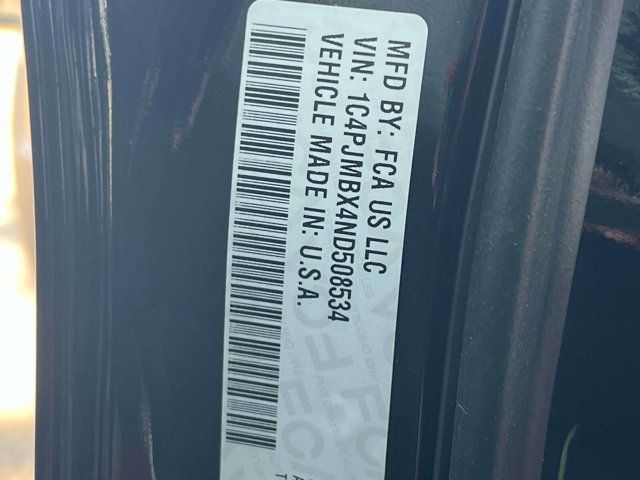 MFD BY: FCA US LLC
VIN: 1C4PJMBX4ND508534
VEHICLE MADE IN: U.S.A.